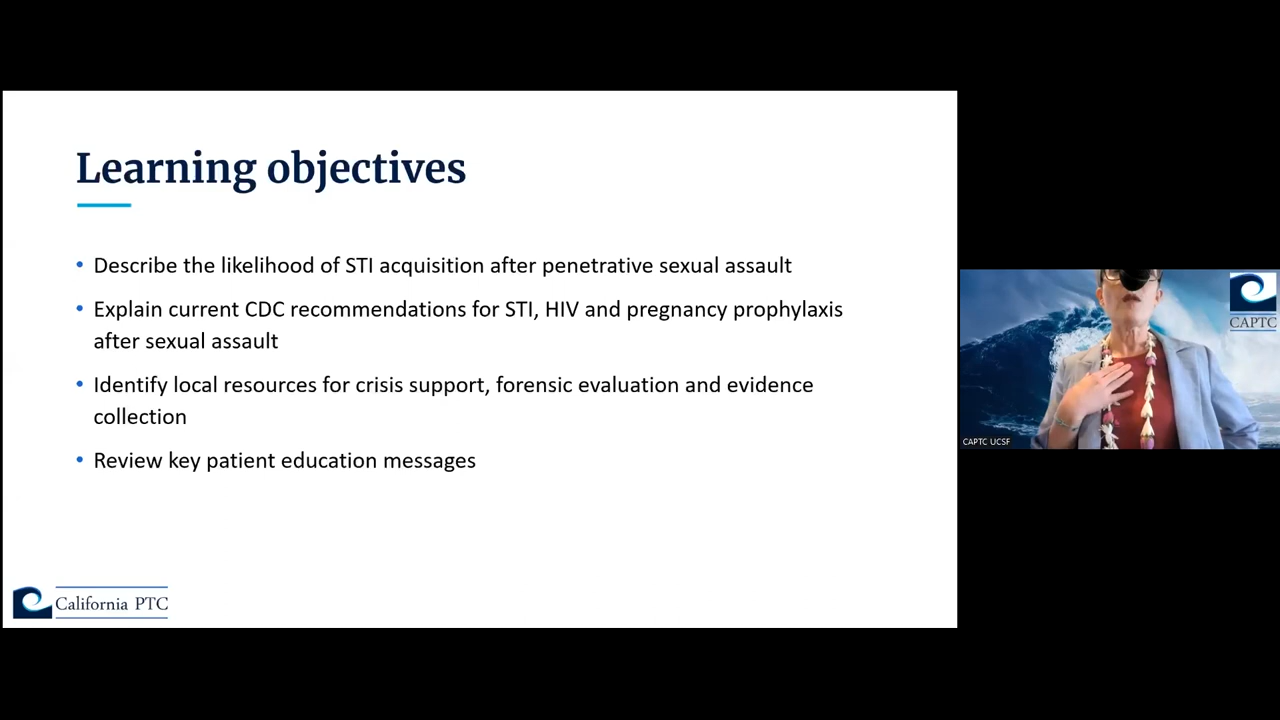 Learning objectives
• Describe the likelihood of STI acquisition after penetrative sexual assault
• Explain current CDC recommendations for STI, HIV and pregnancy prophylaxis
after sexual assault
• Identify local resources for crisis support, forensic evaluation and evidence
collection
• Review key patient education messages
California PTC
CAPTC
CAPTC UCSF